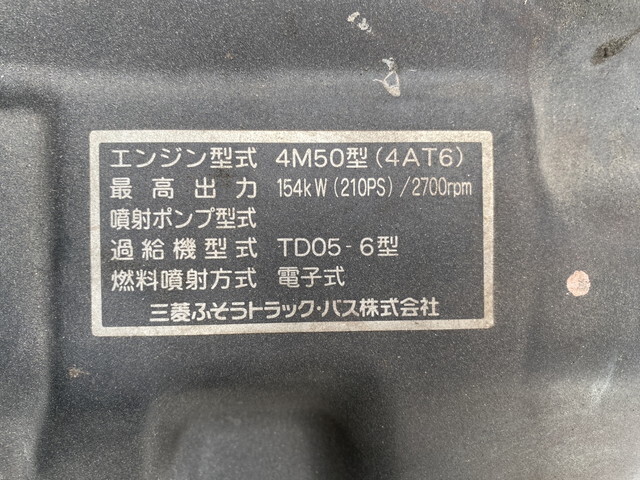 エンジン型式 4M50型(4AT6)
最高出力 154kW(210PS)/2700rpm
噴射ポンプ型式
過給機型式 TD05-6型
燃料噴射方式 電子式
三菱ふそうトラック・バス株式会社